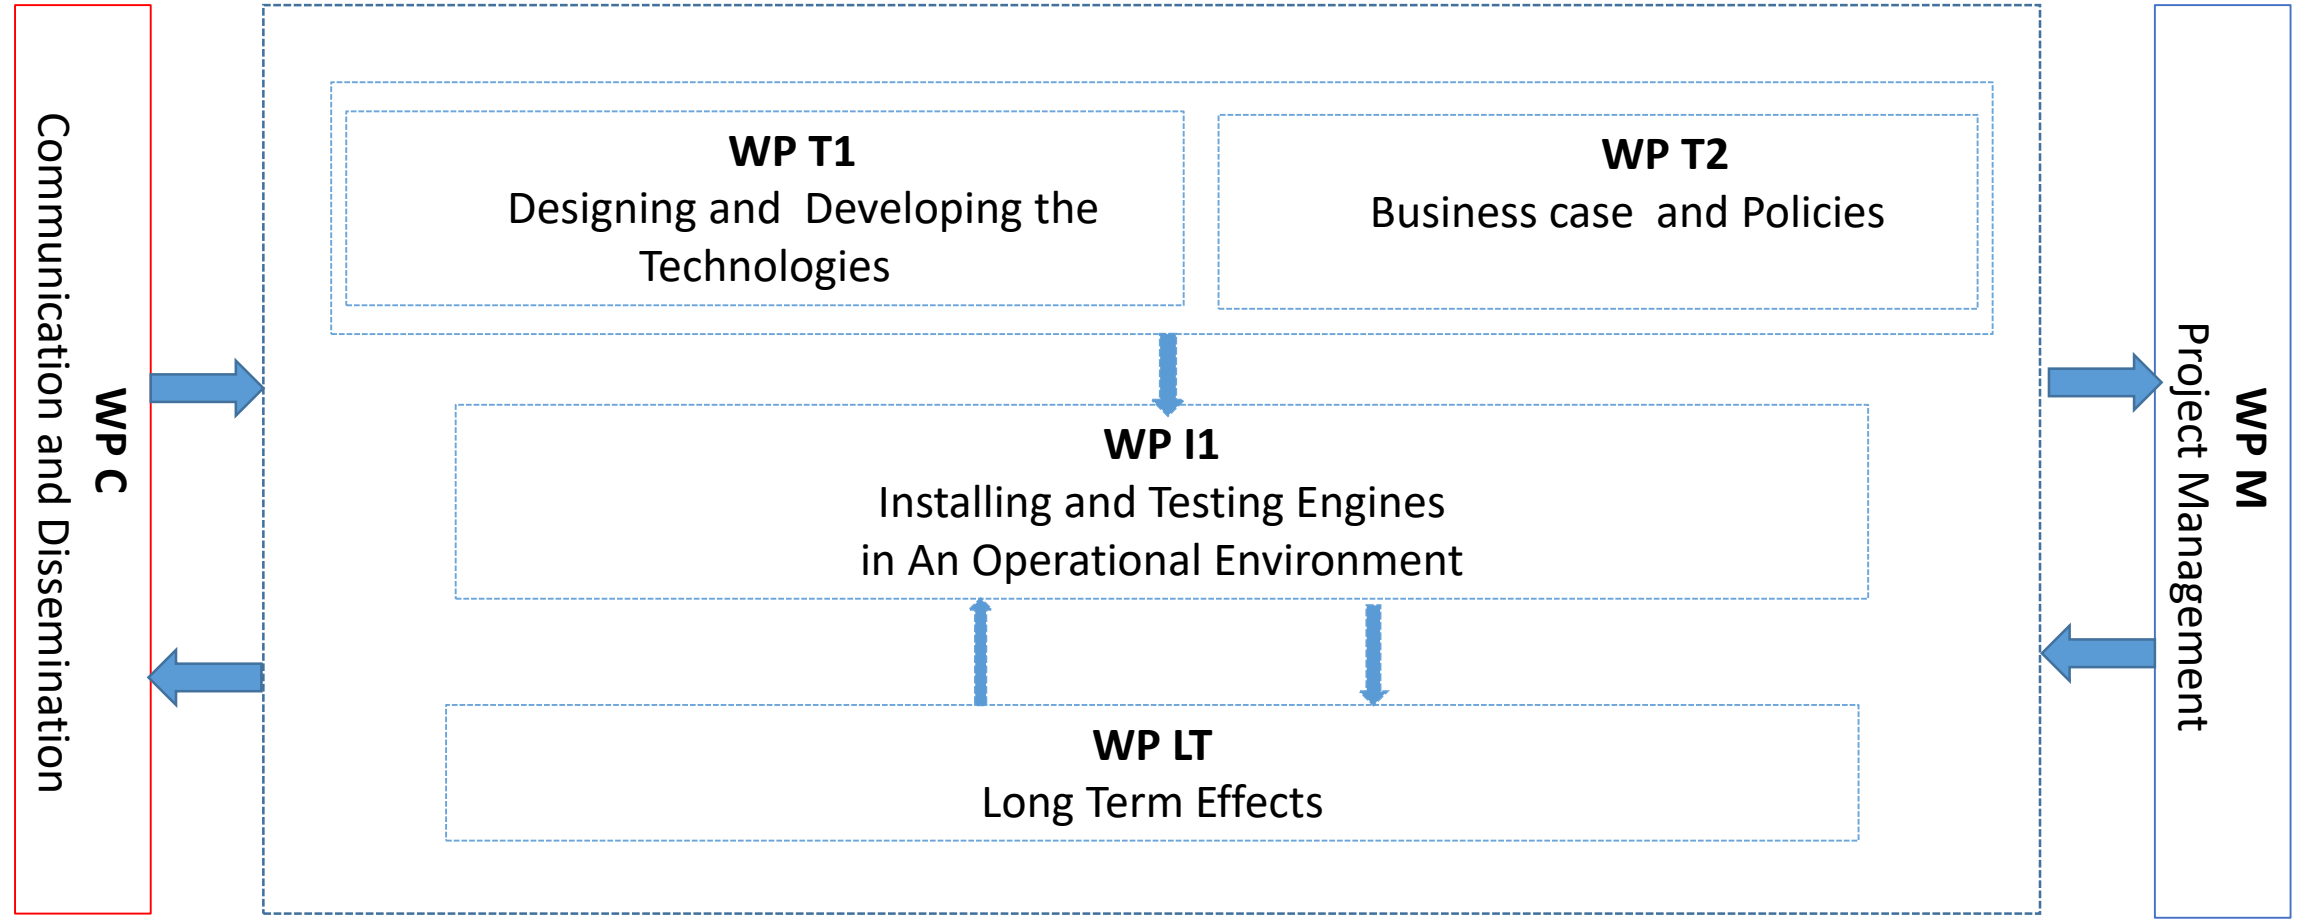 WP C
Communication and Dissemination
WP T1
Designing and  Developing the
Technologies
WP T2
Business case  and Policies
WP I1
Installing and Testing Engines
in An Operational Environment
WP LT
Long Term Effects
WP M
Project Management